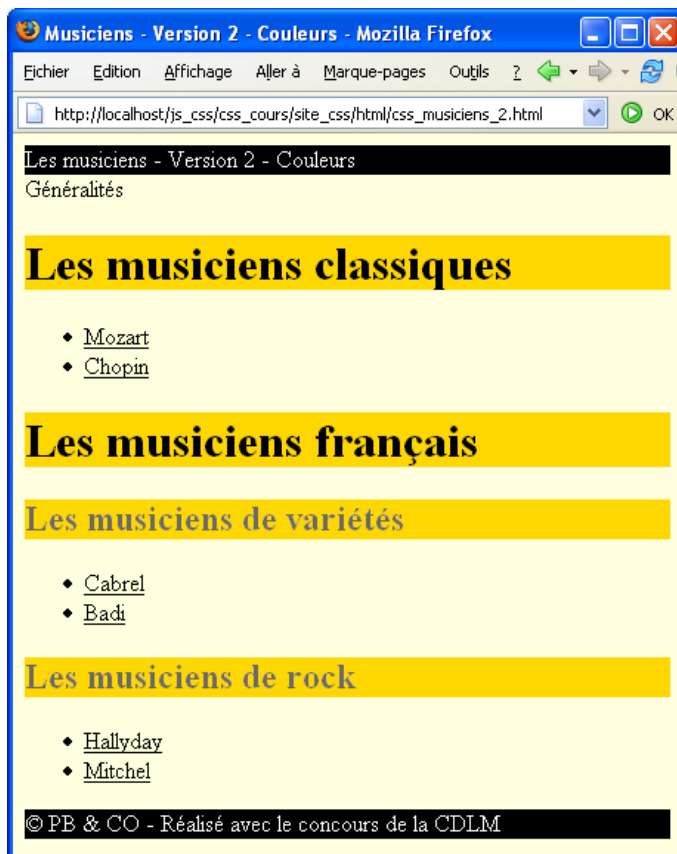 Musiciens - Version 2 - Couleurs - Mozilla Firefox
Fichier Edition Affichage Aller à Marque-pages Outils ?
http://localhost/js_css/css_cours/site_css/html/css_musiciens_2.html OK
Les musiciens - Version 2 - Couleurs
Généralités
Les musiciens classiques
Mozart
Chopin
Les musiciens français
Les musiciens de variétés
Cabrel
Badi
Les musiciens de rock
Hallyday
Mitchel
© PB & CO - Réalisé avec le concours de la CDLM